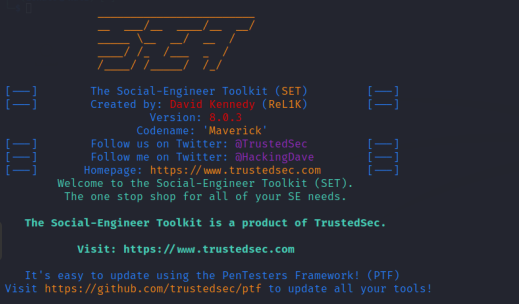 [---]        The Social-Engineer Toolkit (SET)         [---]
[---]        Created by: David Kennedy (ReL1K)         [---]
Version: 8.0.3
Codename: 'Maverick'
[---]        Follow us on Twitter: @TrustedSec         [---]
[---]        Follow me on Twitter: @HackingDave        [---]
[---]       Homepage: https://www.trustedsec.com       [---]
Welcome to the Social-Engineer Toolkit (SET).
The one stop shop for all of your SE needs.
The Social-Engineer Toolkit is a product of TrustedSec.
Visit: https://www.trustedsec.com
It's easy to update using the PenTesters Framework! (PTF)
Visit https://github.com/trustedsec/ptf to update all your tools!